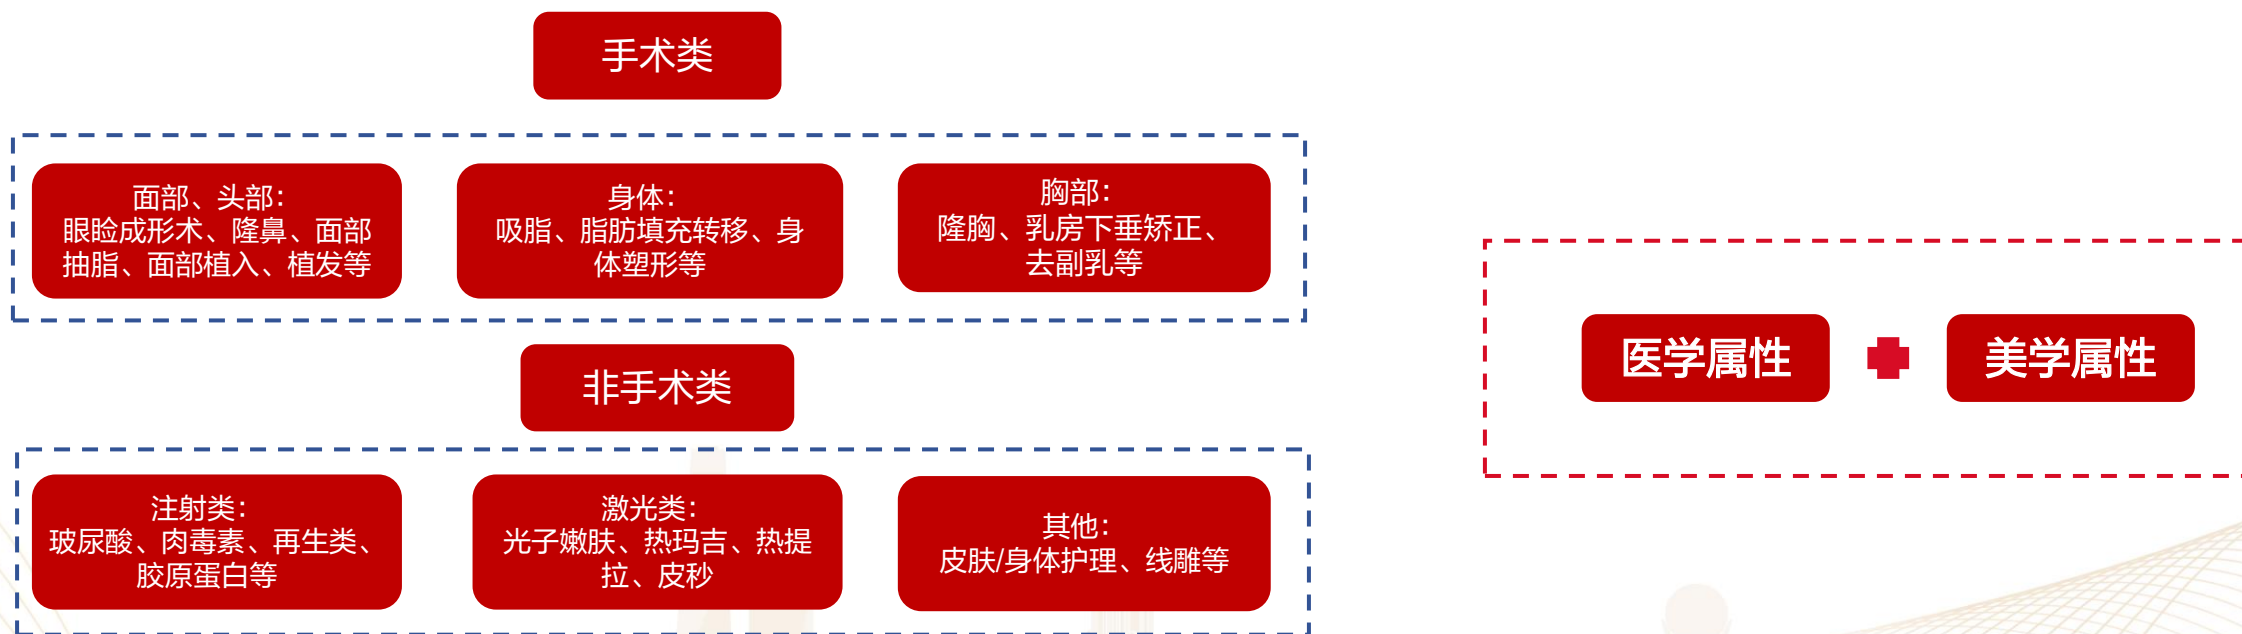 手术类
面部、头部：
眼睑成形术、隆鼻、面部
抽脂、面部植入、植发等
身体：
吸脂、脂肪填充转移、身
体塑形等
胸部：
隆胸、乳房下垂矫正、
去副乳等
非手术类
注射类：
玻尿酸、肉毒素、再生类、
胶原蛋白等
激光类：
光子嫩肤、热玛吉、热提
拉、皮秒
其他：
皮肤/身体护理、线雕等
医学属性
美学属性